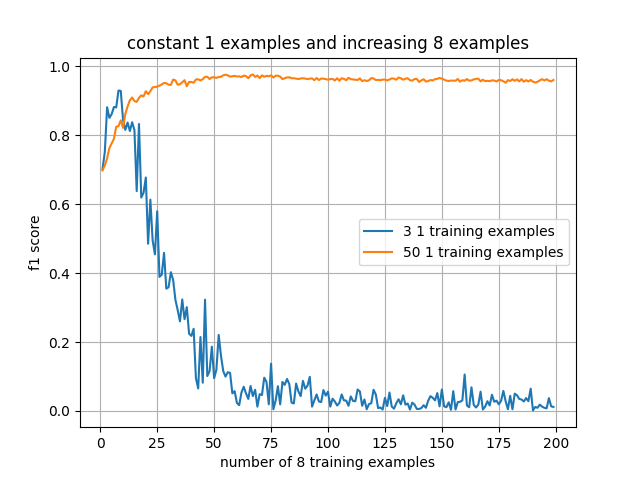 constant 1 examples and increasing 8 examples
1.0
0.8
0.6
0.4
0.2
0.0
f1 score
3 1 training examples
50 1 training examples
0 25 50 75 100 125 150 175 200
number of 8 training examples